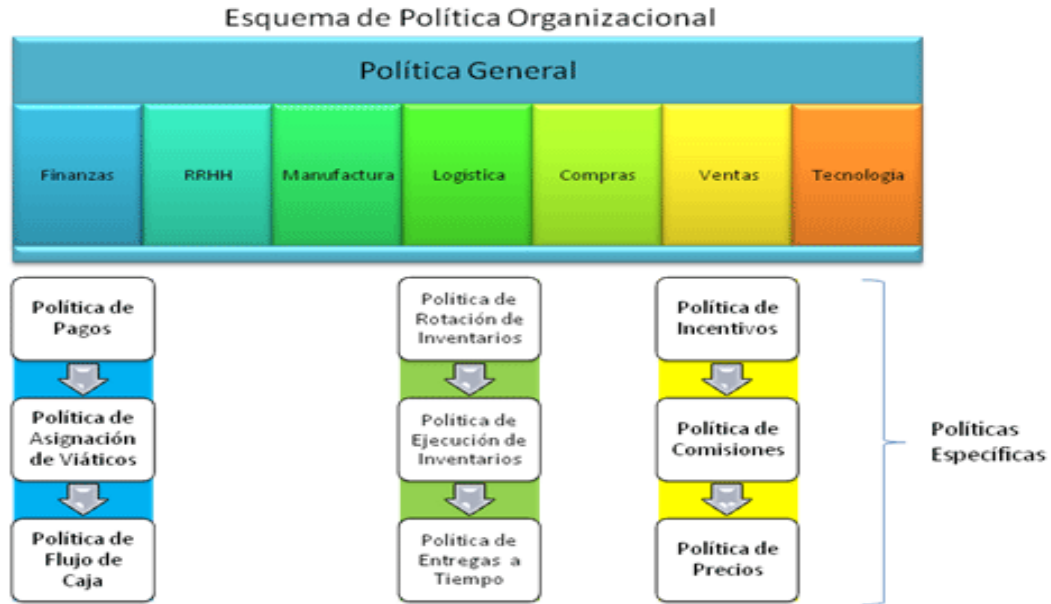 Esquema de Política Organizacional
Política General
Finanzas
RRHH
Manufactura
Logistica
Compras
Ventas
Tecnologia
Política de
Pagos
Política de
Asignación
de Viáticos
Política de
Flujo de
Caja
Política de
Rotación de
Inventarios
Política de
Ejecución de
Inventarios
Política de
Entregas a
Tiempo
Política de
Incentivos
Política de
Comisiones
Política de
Precios
Políticas
Específicas